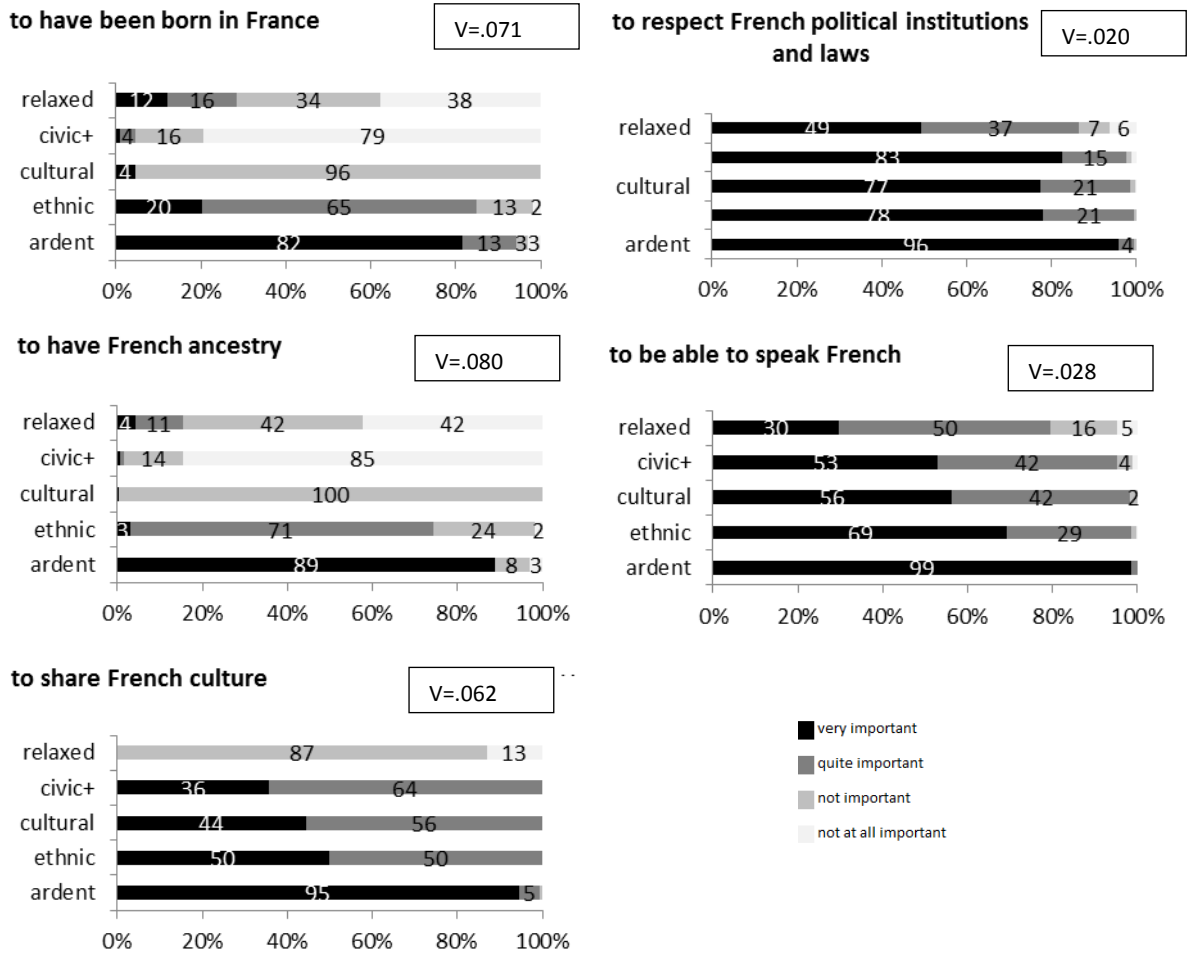 to have been born in France
V=.071
relaxed 12 16 34 38
civic+ 4 16 79
cultural 4 96
ethnic 20 65 13 2
ardent 82 13 3 3
0% 20% 40% 60% 80% 100%
to respect French political institutions
and laws
V=.020
relaxed 49 37 7 6
83 15
cultural 77 21
78 21
ardent 96 4
0% 20% 40% 60% 80% 100%
to have French ancestry
V=.080
relaxed 4 11 42 42
civic+ 14 85
cultural 100
ethnic 3 71 24 2
ardent 89 8 3
0% 20% 40% 60% 80% 100%
to be able to speak French
V=.028
relaxed 30 50 16 5
civic+ 53 42 4
cultural 56 42 2
ethnic 69 29
ardent 99
0% 20% 40% 60% 80% 100%
to share French culture
V=.062
relaxed 87 13
civic+ 36 64
cultural 44 56
ethnic 50 50
ardent 95 5
0% 20% 40% 60% 80% 100%
very important
quite important
not important
not at all important